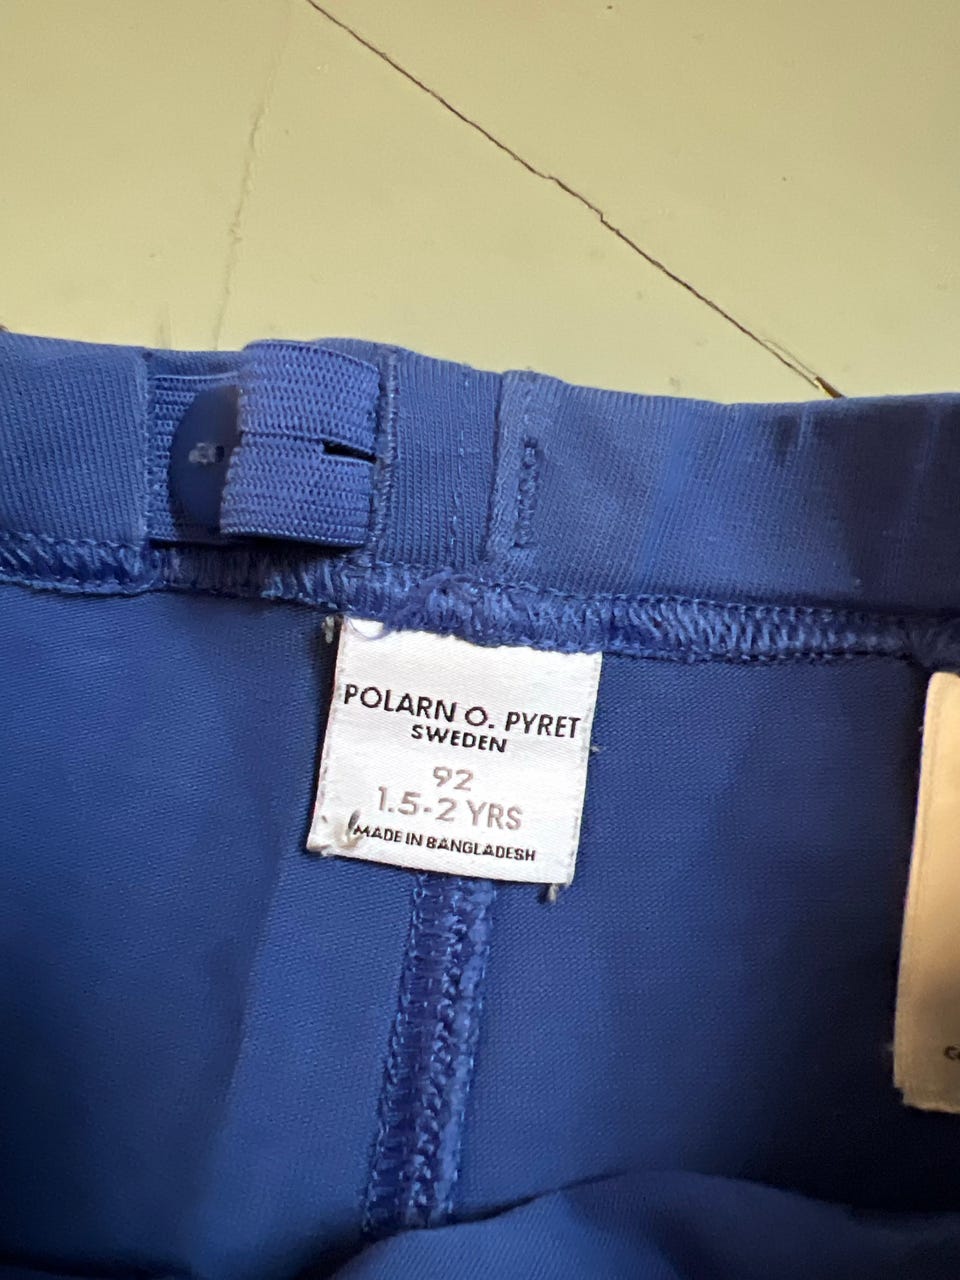 POLARN O. PYRET
SWEDEN
92
1.5-2 YRS
MADE IN BANGLADESH